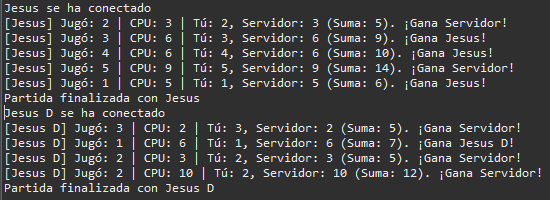 Jesus se ha conectado
[Jesus] Jugó: 2 | CPU: 3 | Tú: 2, Servidor: 3 (Suma: 5). ¡Gana Servidor!
[Jesus] Jugó: 3 | CPU: 6 | Tú: 3, Servidor: 6 (Suma: 9). ¡Gana Jesus!
[Jesus] Jugó: 4 | CPU: 6 | Tú: 4, Servidor: 6 (Suma: 10). ¡Gana Jesus!
[Jesus] Jugó: 5 | CPU: 9 | Tú: 5, Servidor: 9 (Suma: 14). ¡Gana Servidor!
[Jesus] Jugó: 1 | CPU: 5 | Tú: 1, Servidor: 5 (Suma: 6). ¡Gana Jesus!
Partida finalizada con Jesus
Jesus D se ha conectado
[Jesus D] Jugó: 3 | CPU: 2 | Tú: 3, Servidor: 2 (Suma: 5). ¡Gana Servidor!
[Jesus D] Jugó: 1 | CPU: 6 | Tú: 1, Servidor: 6 (Suma: 7). ¡Gana Jesus D!
[Jesus D] Jugó: 2 | CPU: 3 | Tú: 2, Servidor: 3 (Suma: 5). ¡Gana Servidor!
[Jesus D] Jugó: 2 | CPU: 10 | Tú: 2, Servidor: 10 (Suma: 12). ¡Gana Servidor!
Partida finalizada con Jesus D